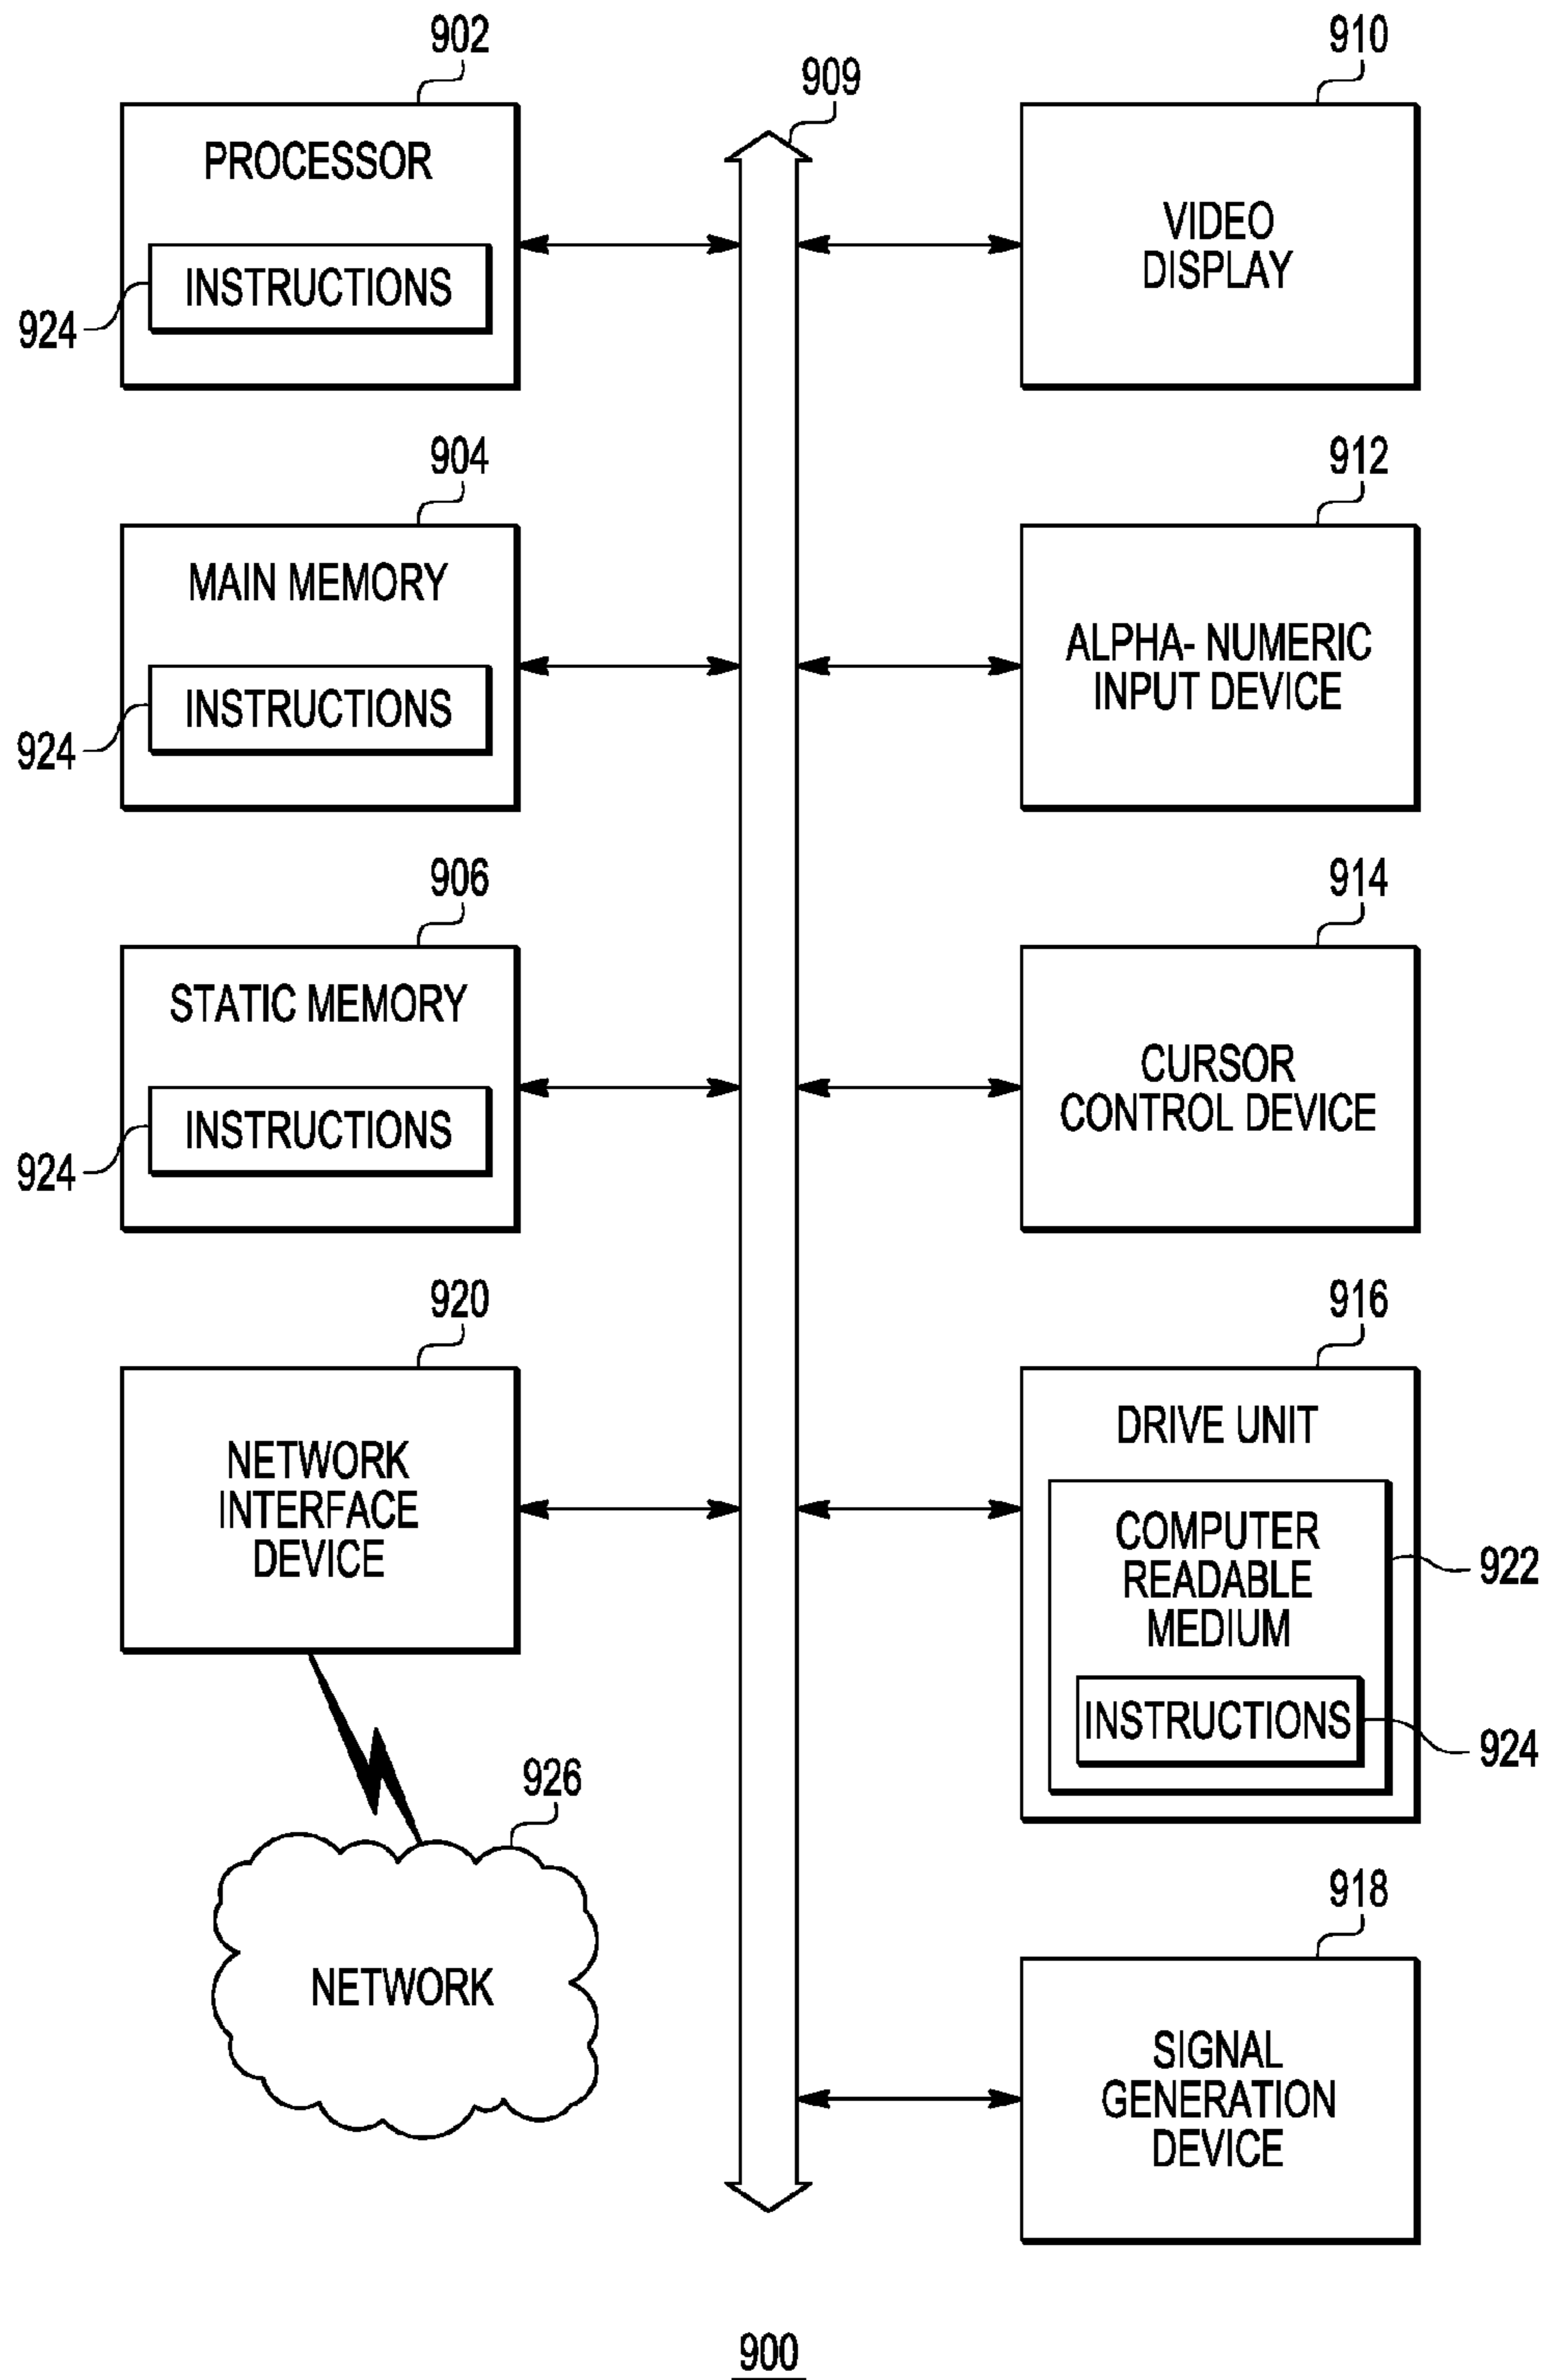 902
PROCESSOR
INSTRUCTIONS
924
904
MAIN MEMORY
INSTRUCTIONS
924
906
STATIC MEMORY
INSTRUCTIONS
924
920
NETWORK
INTERFACE
DEVICE
926
NETWORK
909
910
VIDEO
DISPLAY
912
ALPHA- NUMERIC
INPUT DEVICE
914
CURSOR
CONTROL DEVICE
916
DRIVE UNIT
COMPUTER
READABLE
MEDIUM
922
INSTRUCTIONS
924
918
SIGNAL
GENERATION
DEVICE
900